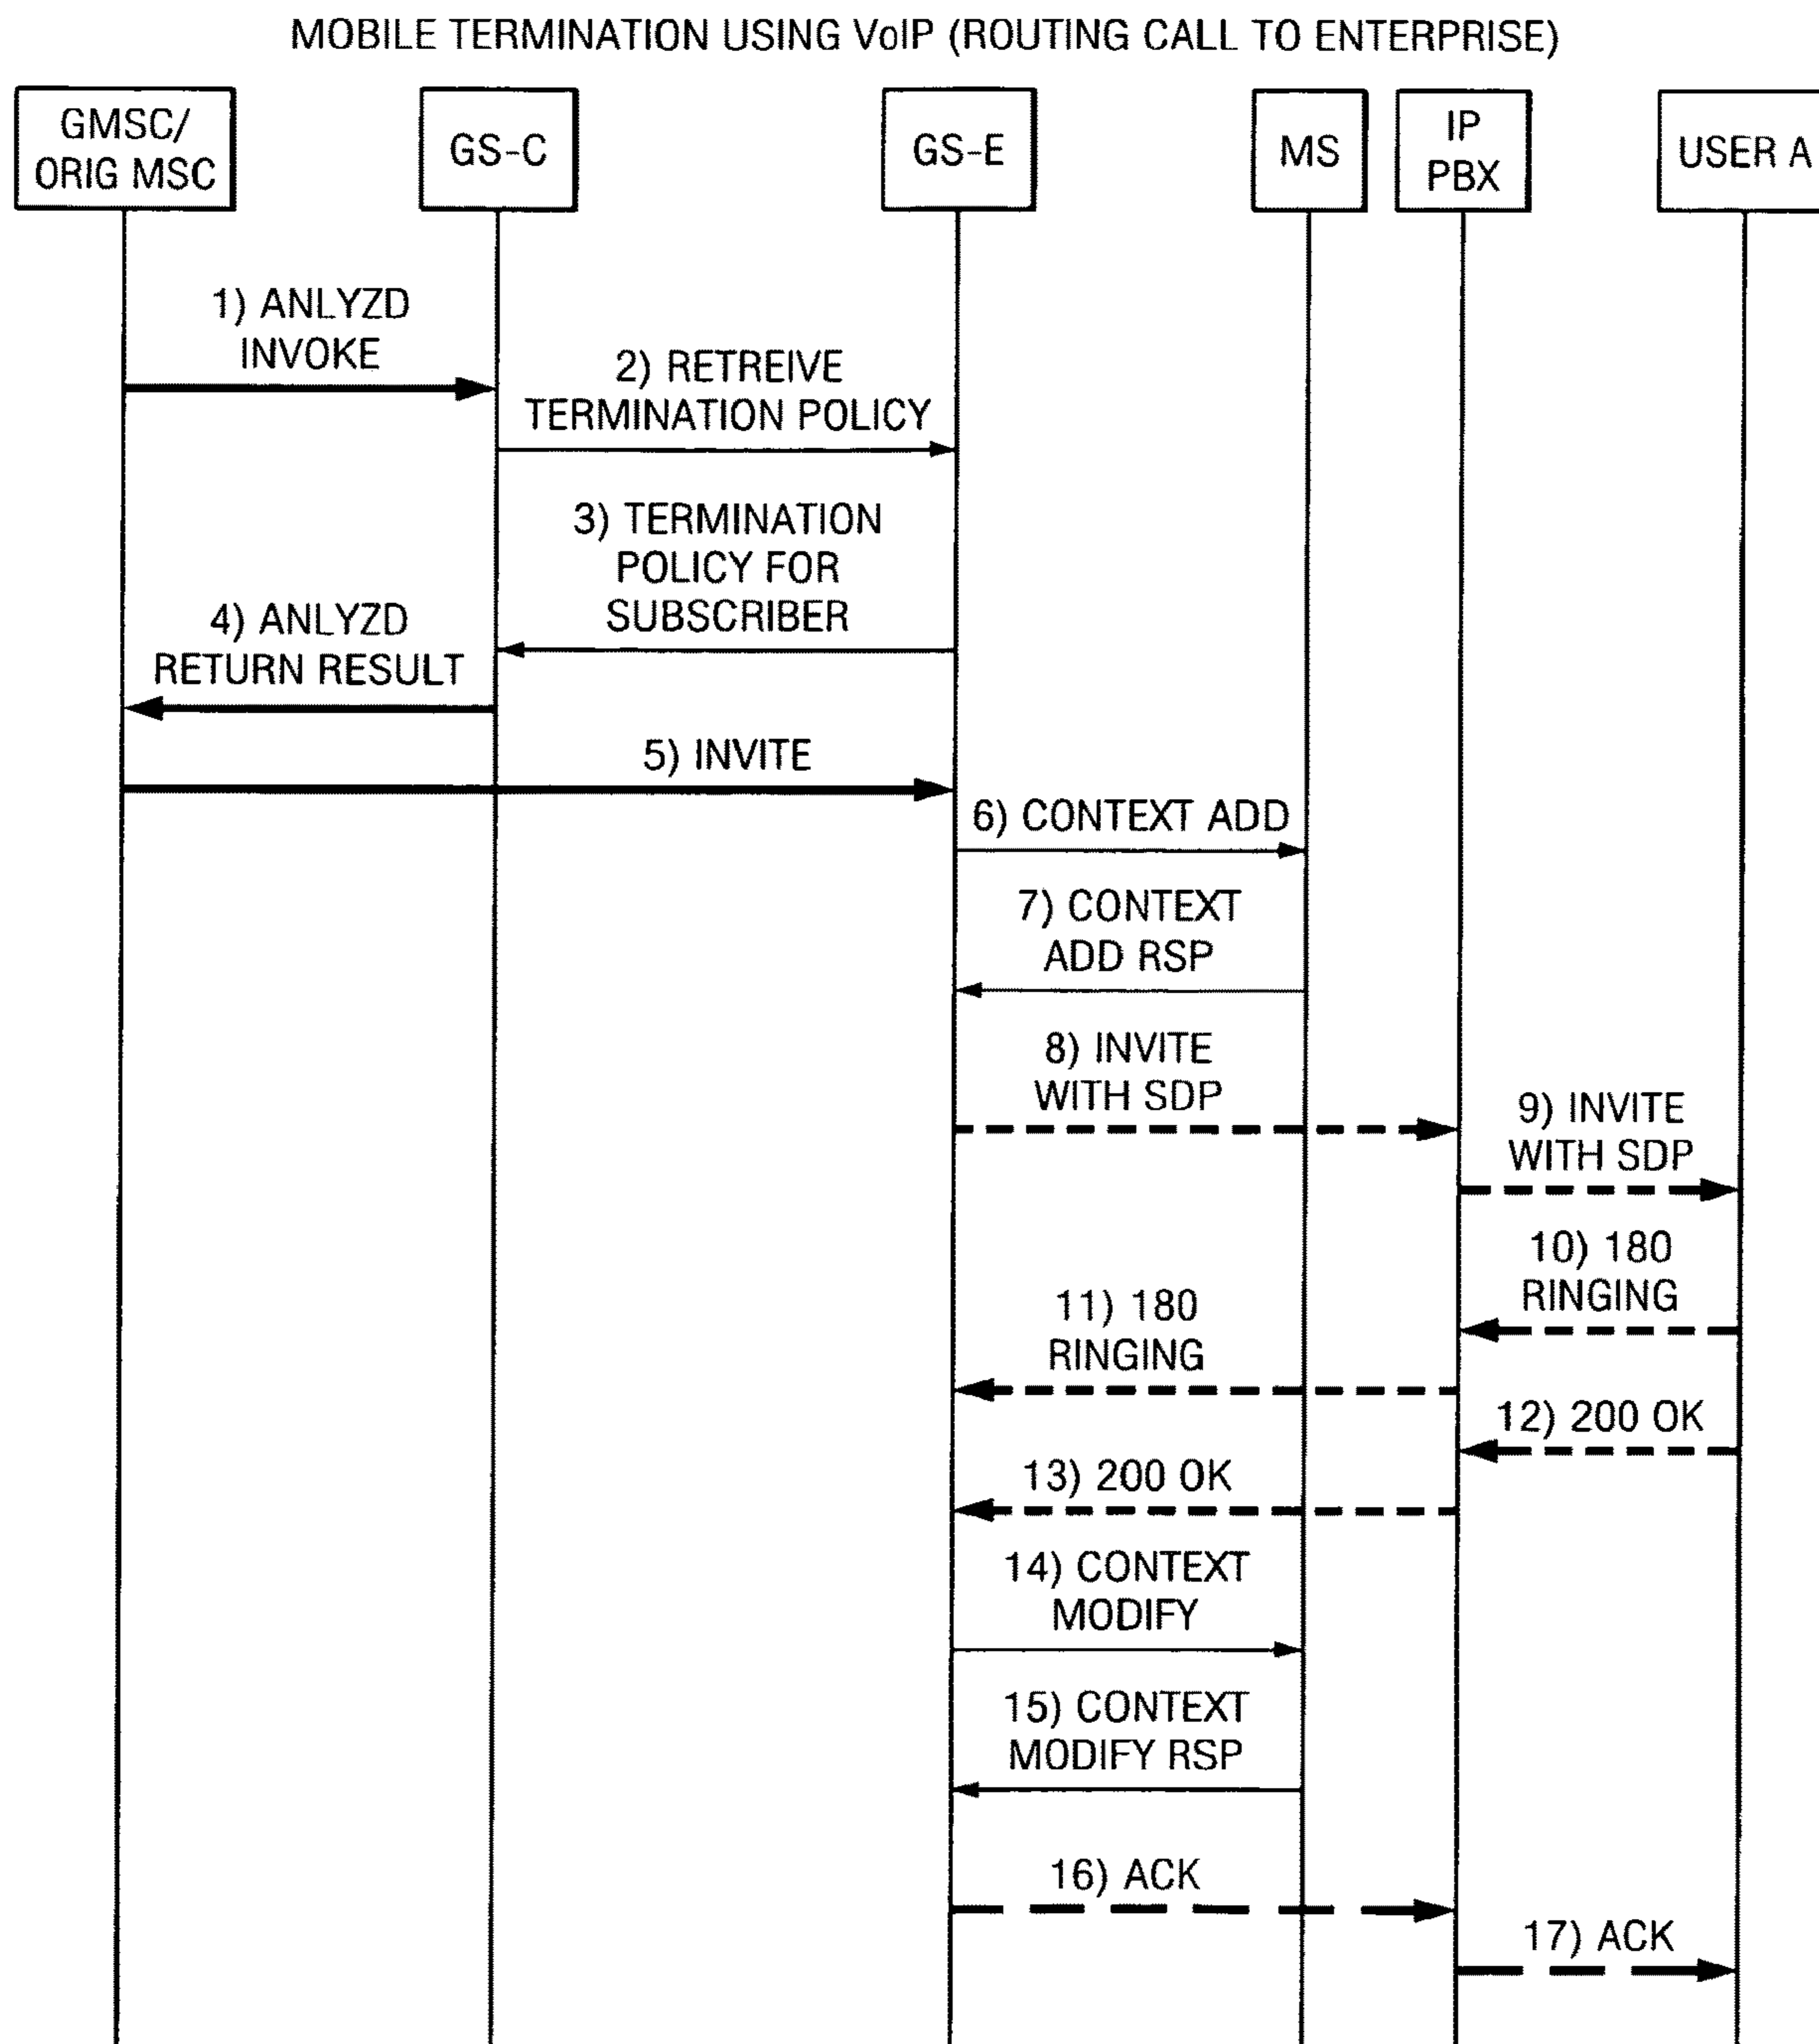 MOBILE TERMINATION USING VoIP (ROUTING CALL TO ENTERPRISE)
GMSC/
ORIG MSC
GS-C
GS-E
MS
IP
PBX
USER A
1) ANLYZD
INVOKE
2) RETREIVE
TERMINATION POLICY
3) TERMINATION
POLICY FOR
SUBSCRIBER
4) ANLYZD
RETURN RESULT
5) INVITE
6) CONTEXT ADD
7) CONTEXT
ADD RSP
8) INVITE
WITH SDP
9) INVITE
WITH SDP
10) 180
RINGING
11) 180
RINGING
12) 200 OK
13) 200 OK
14) CONTEXT
MODIFY
15) CONTEXT
MODIFY RSP
16) ACK
17) ACK